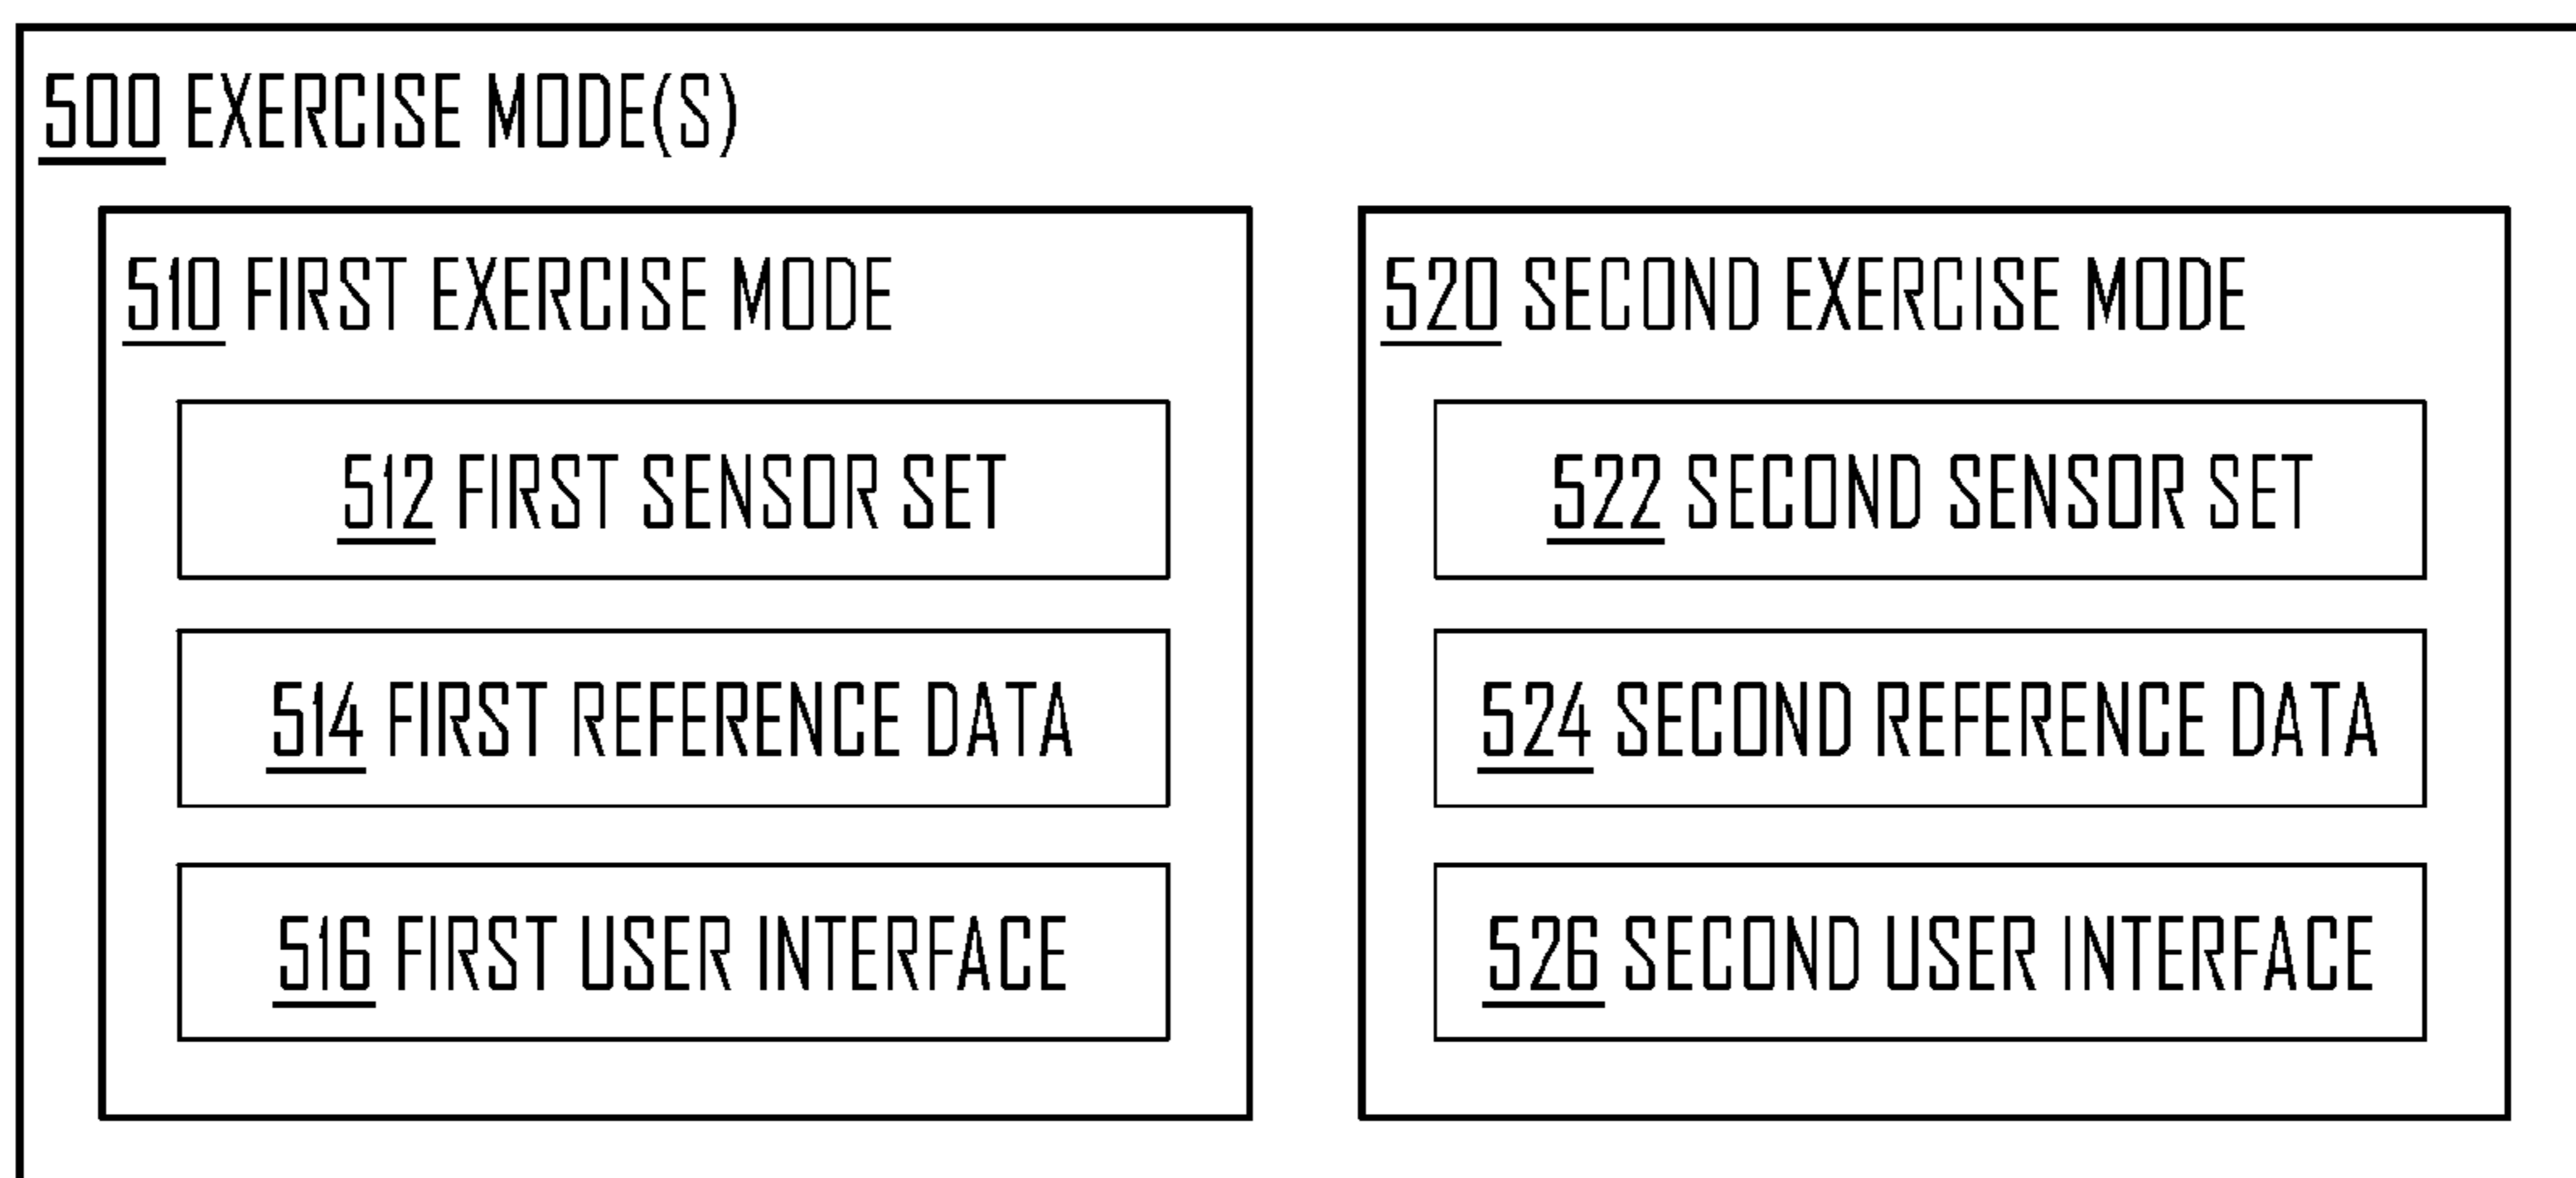 500 EXERCISE MODE(S)
510 FIRST EXERCISE MODE
512 FIRST SENSOR SET
514 FIRST REFERENCE DATA
516 FIRST USER INTERFACE
520 SECOND EXERCISE MODE
522 SECOND SENSOR SET
524 SECOND REFERENCE DATA
526 SECOND USER INTERFACE